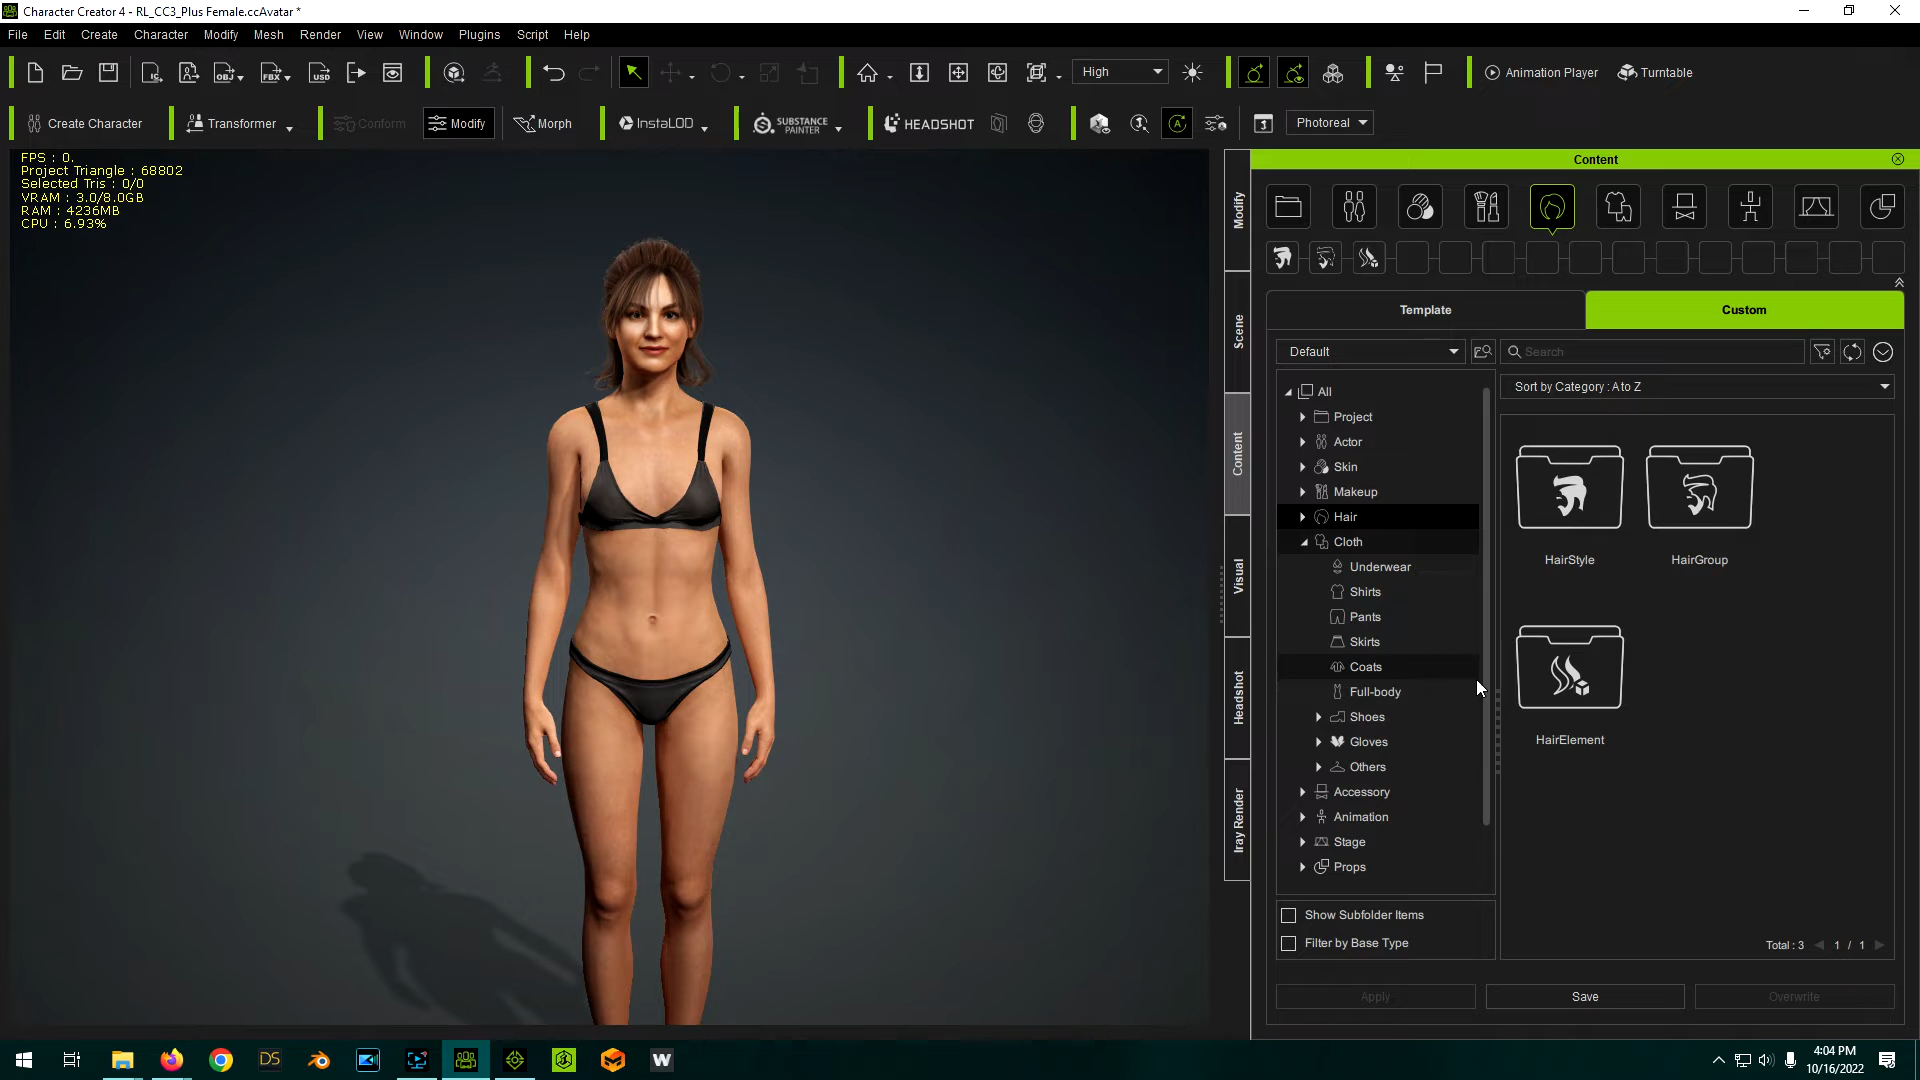 Character Creator 4 - RL_CC3_Plus Female.ccAvatar *
File Edit Create Character Modify Mesh Render View Window Plugins Script Help
High Animation Player Turntable
Create Character Transformer Conform Modify Morph InstaLOD SUBSTANCE PAINTER HEADSHOT Photoreal
FPS : 0.
Project Triangle : 68802
Selected Tris : 0/0
VRAM : 3.0/8.0GB
RAM : 4236MB
CPU : 6.93%
Modify
Scene
Content
Visual
Headshot
Iray Render
Content
Template Custom
Default Search
Sort by Category : A to Z
All
Project
Actor
Skin
Makeup
Hair
Cloth
Underwear
Shirts
Pants
Skirts
Coats
Full-body
Shoes
Gloves
Others
Accessory
Animation
Stage
Props
HairStyle HairGroup
HairElement
Show Subfolder Items
Filter by Base Type
Total : 3 1 / 1
Apply Save Overwrite
DS W
4:04 PM
10/16/2022